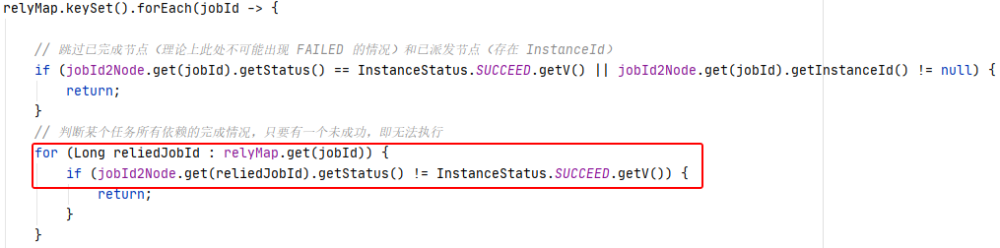 relyMap.keySet().forEach(jobId -> {
// 跳过已完成节点（理论上此处不可能出现 FAILED 的情况）和已派发节点（存在 InstanceId）
if (jobId2Node.get(jobId).getStatus() == InstanceStatus.SUCCEED.getV() || jobId2Node.get(jobId).getInstanceId() != null) {
return;
}
// 判断某个任务所有依赖的完成情况，只要有一个未成功，即无法执行
for (Long reliedJobId : relyMap.get(jobId)) {
if (jobId2Node.get(reliedJobId).getStatus() != InstanceStatus.SUCCEED.getV()) {
return;
}
}